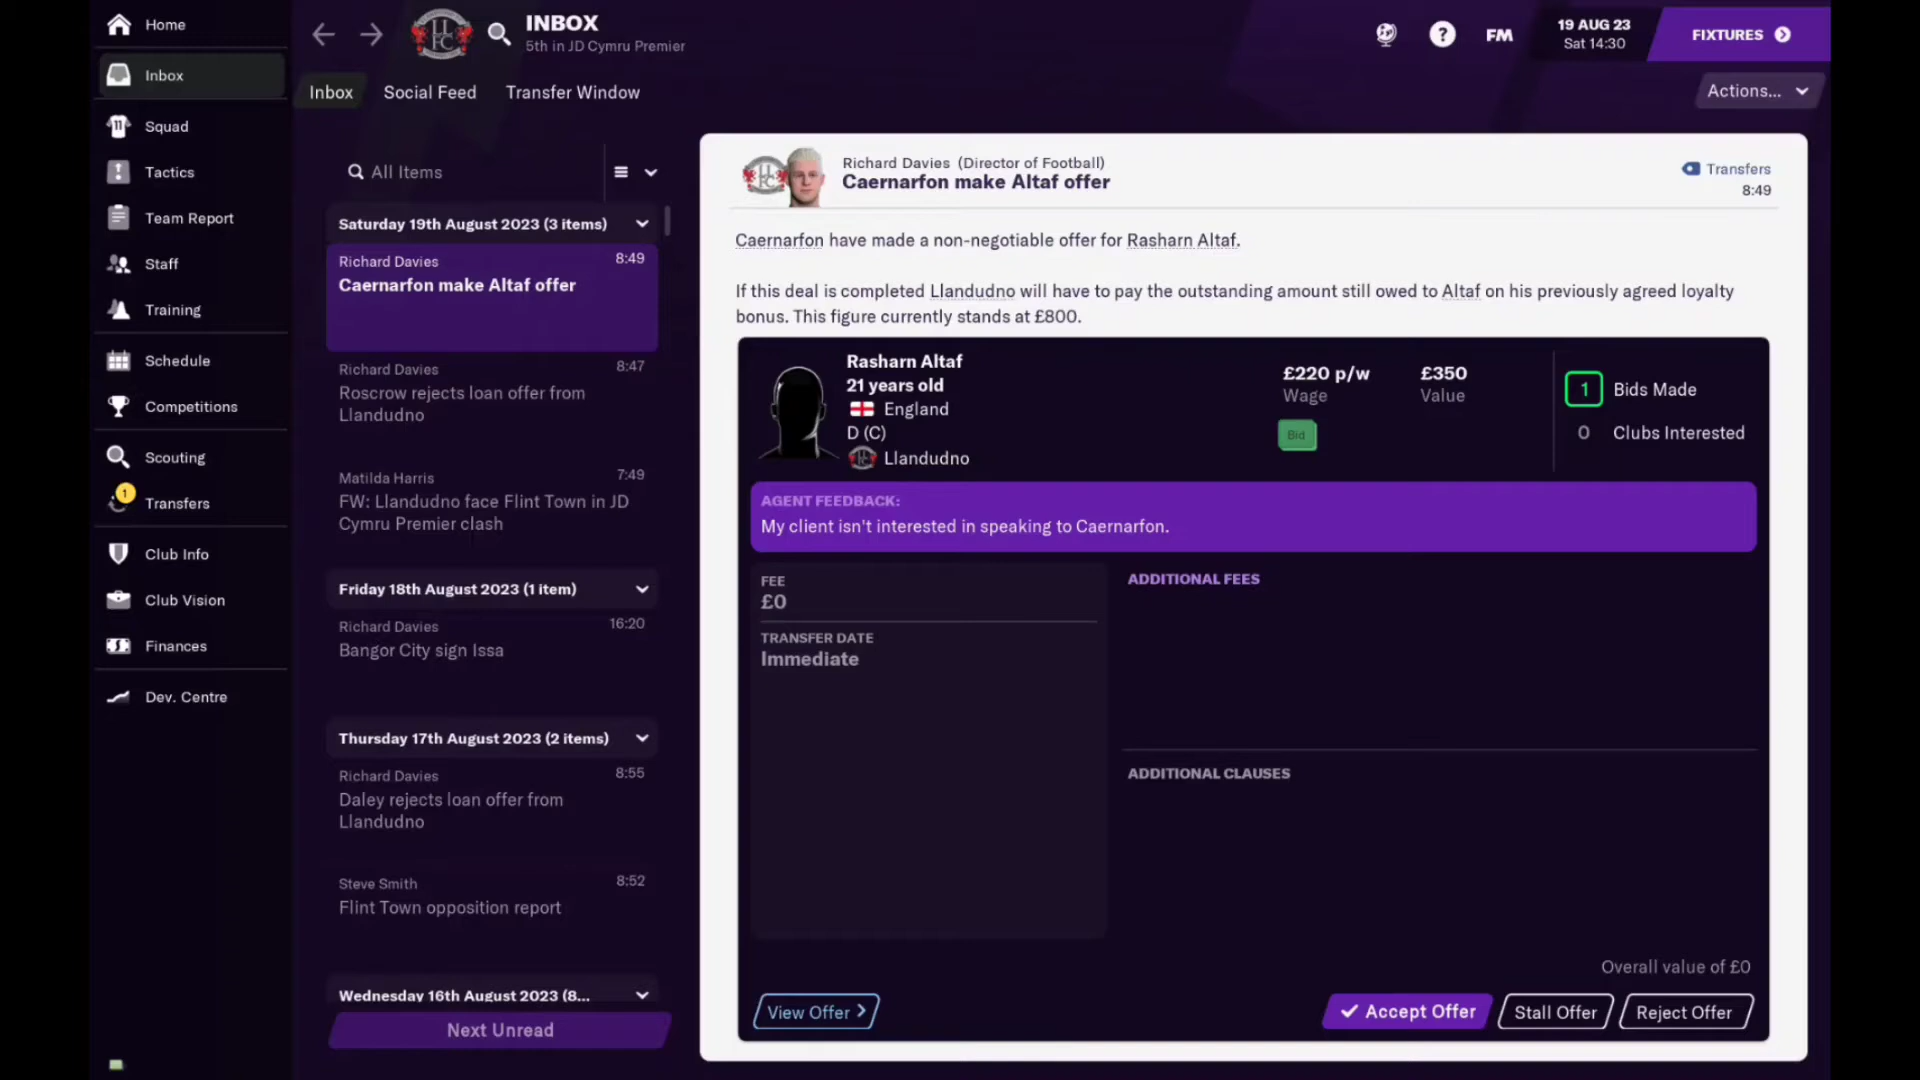 Home
Inbox
Squad
Tactics
Team Report
Staff
Training
Schedule
Competitions
Scouting
1
Transfers
Club Info
Club Vision
Finances
Dev. Centre
INBOX
5th in JD Cymru Premier
FM
19 AUG 23
Sat 14:30
FIXTURES
Inbox
Social Feed
Transfer Window
Actions...
All Items
Saturday 19th August 2023 (3 items)
Richard Davies
8:49
Caernarfon make Altaf offer
Richard Davies
8:47
Roscrow rejects loan offer from
Llandudno
Matilda Harris
7:49
FW: Llandudno face Flint Town in JD
Cymru Premier clash
Friday 18th August 2023 (1 item)
Richard Davies
16:20
Bangor City sign Issa
Thursday 17th August 2023 (2 items)
Richard Davies
8:55
Daley rejects loan offer from
Llandudno
Steve Smith
8:52
Flint Town opposition report
Wednesday 16th August 2023 (8...
Next Unread
Richard Davies (Director of Football)
Caernarfon make Altaf offer
Transfers
8:49
Caernarfon have made a non-negotiable offer for Rasharn Altaf.
If this deal is completed Llandudno will have to pay the outstanding amount still owed to Altaf on his previously agreed loyalty
bonus. This figure currently stands at £800.
Rasharn Altaf
21 years old
England
D (C)
Llandudno
£220 p/w
Wage
£350
Value
Bid
1 Bids Made
0 Clubs Interested
AGENT FEEDBACK:
My client isn't interested in speaking to Caernarfon.
FEE
£0
TRANSFER DATE
Immediate
ADDITIONAL FEES
ADDITIONAL CLAUSES
Overall value of £0
View Offer
Accept Offer
Stall Offer
Reject Offer